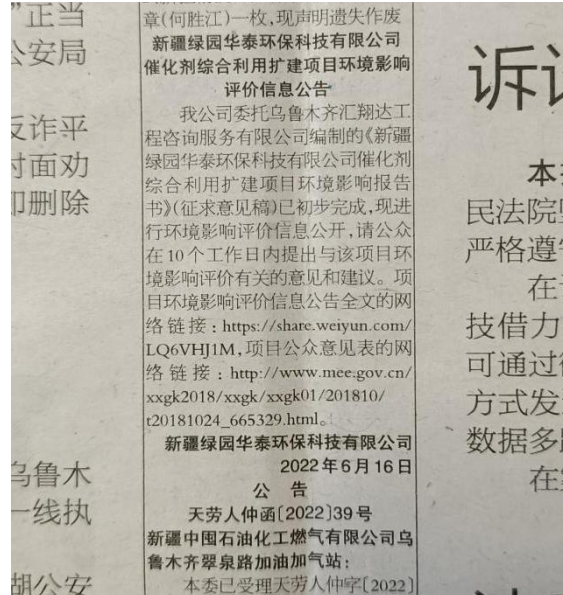 ”正当
公安局
反诈平
面劝
即删除
乌鲁木
一线执
湖公安
章(何胜江)一枚,现声明遗失作废
新疆绿园华泰环保科技有限公司
催化剂综合利用扩建项目环境影响
评价信息公告
我公司委托乌鲁木齐汇翔达工
程咨询服务有限公司编制的《新疆
绿园华泰环保科技有限公司催化剂
综合利用扩建项目环境影响报告
书》(征求意见稿)已初步完成,现进
行环境影响评价信息公开,请公众
在10个工作日内提出与该项目环
境影响评价有关的意见和建议。项
目环境影响评价信息公告全文的网
络链接:https://share.weiyun.com/
LQ6VHJ1M,项目公众意见表的网
络链接:http://www.mee.gov.cn/
xxgk2018/xxgk/xxgk01/201810/
t20181024_665329.html。
新疆绿园华泰环保科技有限公司
2022年6月16日
公 告
天劳人仲函[2022]39号
新疆中囤石油化工燃气有限公司乌
鲁木齐翠泉路加油加气站:
本委已受理天劳人仲字[2022]
诉
本
民法院
严格遵
在
技借力
可通过
方式发
数据多
在